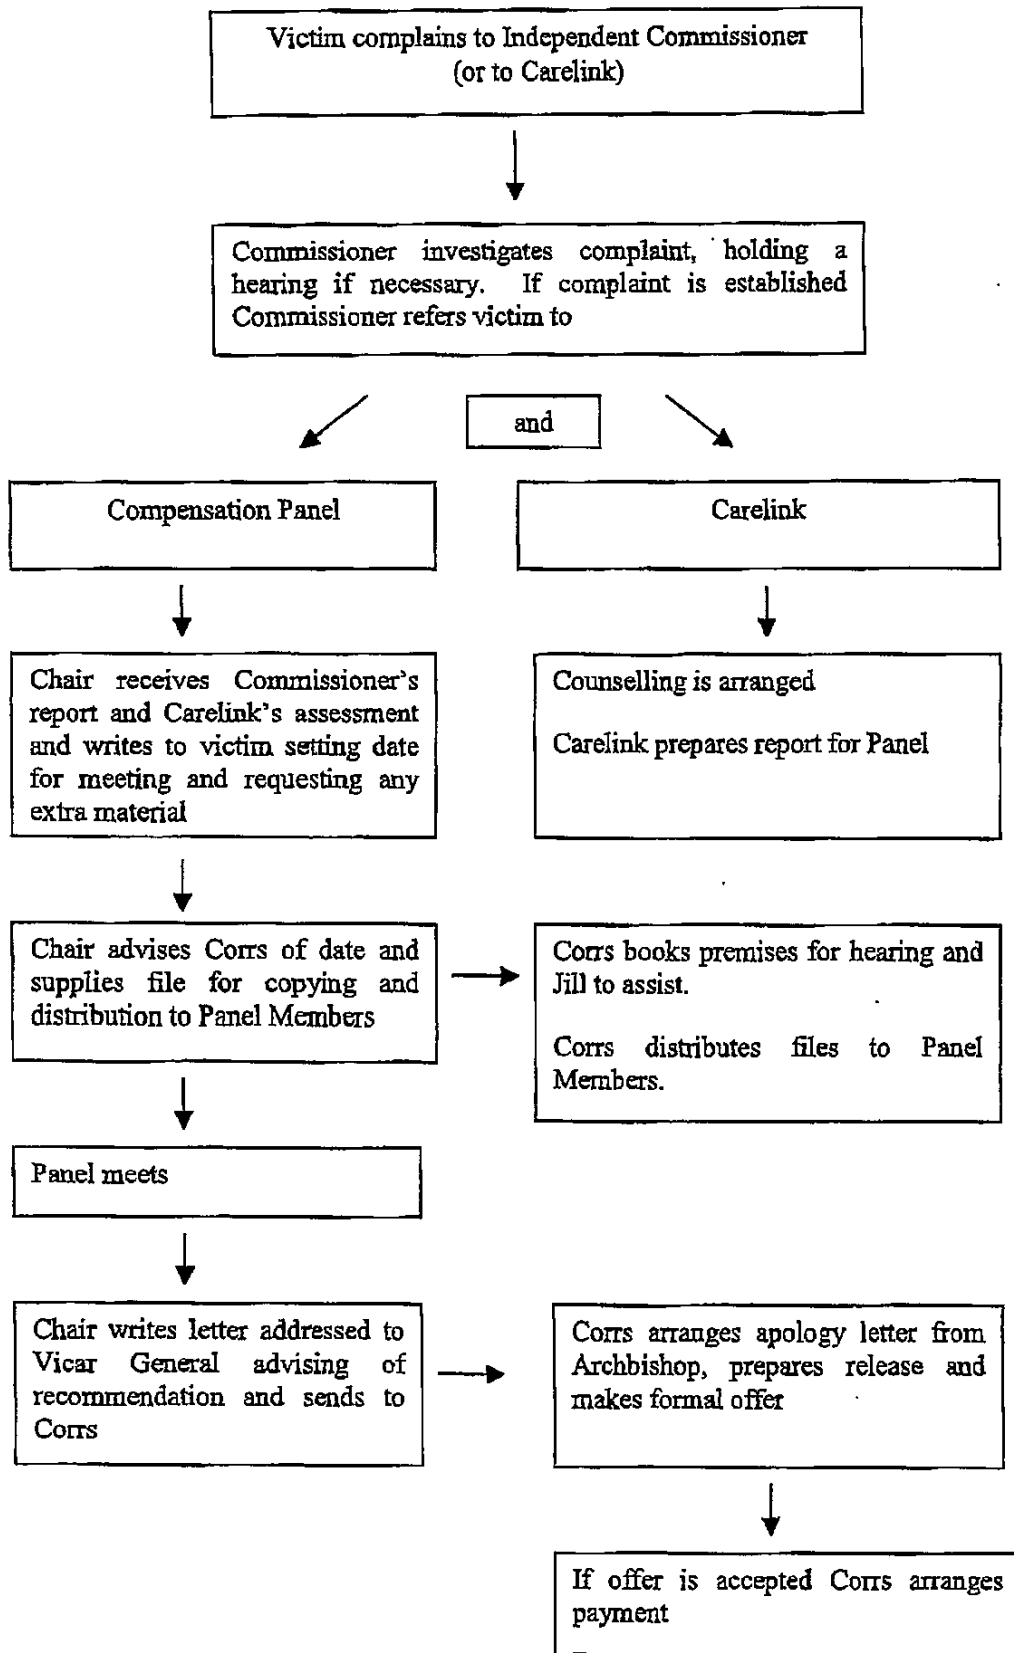 Victim complains to Independent Commissioner
(or to Carelink)
Commissioner investigates complaint, holding a
hearing if necessary. If complaint is established
Commissioner refers victim to
and
Compensation Panel
Carelink
Chair receives Commissioner's
report and Carelink's assessment
and writes to victim setting date
for meeting and requesting any
extra material
Counselling is arranged
Carelink prepares report for Panel
Chair advises Corrs of date and
supplies file for copying and
distribution to Panel Members
Corrs books premises for hearing and
Jill to assist.
Corrs distributes files to Panel
Members.
Panel meets
Chair writes letter addressed to
Vicar General advising of
recommendation and sends to
Corrs
Corrs arranges apology letter from
Archbishop, prepares release and
makes formal offer
If offer is accepted Corrs arranges
payment